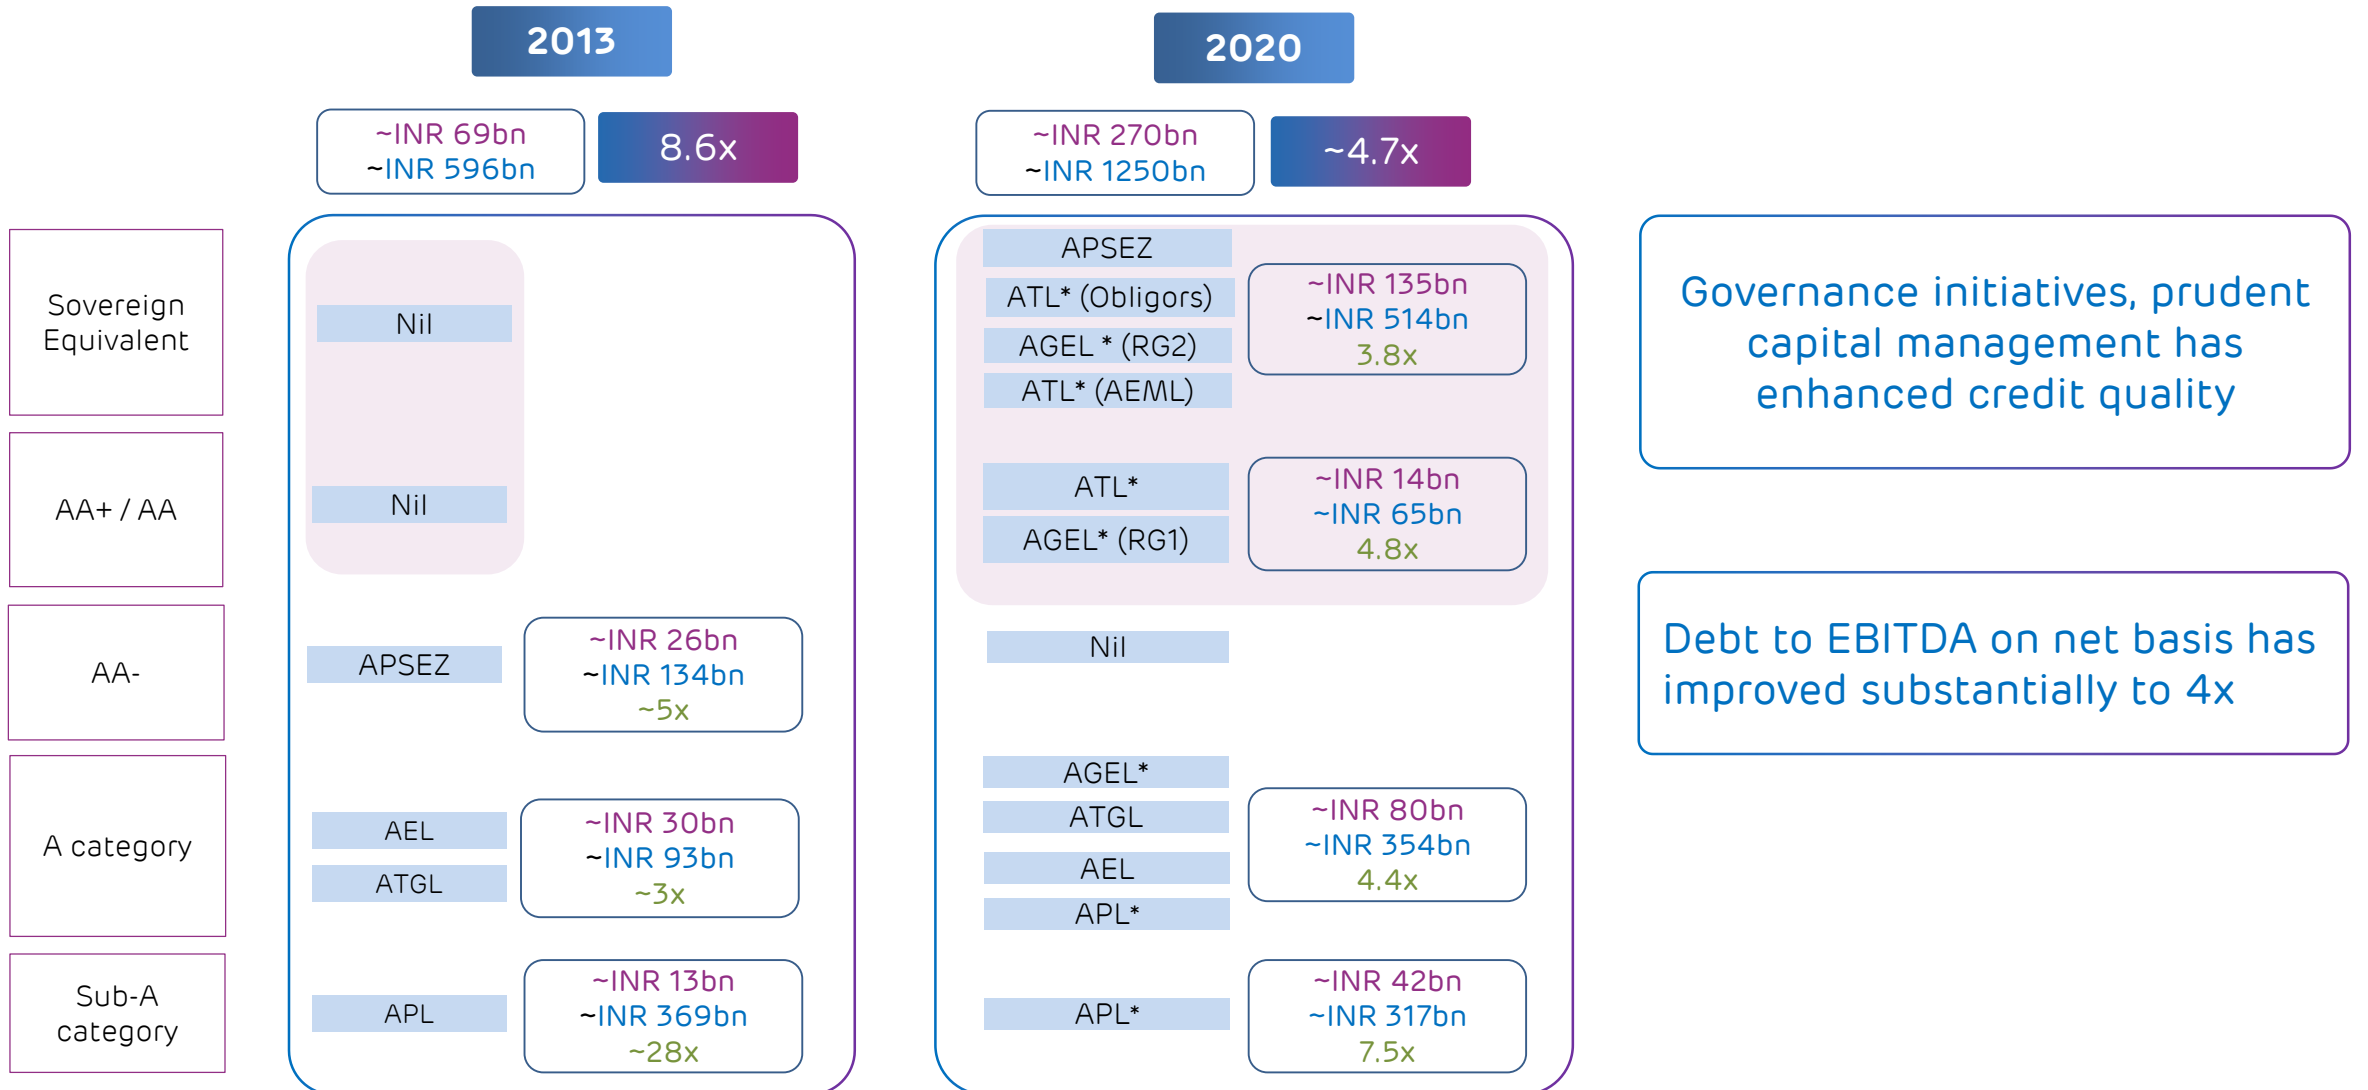 2013
2020
~INR 69bn
~INR 596bn
8.6x
~INR 270bn
~INR 1250bn
~4.7x
Sovereign
Equivalent
Nil
APSEZ
ATL* (Obligors)
AGEL * (RG2)
ATL* (AEML)
~INR 135bn
~INR 514bn
3.8x
AA+ / AA
Nil
ATL*
AGEL* (RG1)
~INR 14bn
~INR 65bn
4.8x
AA-
APSEZ
~INR 26bn
~INR 134bn
~5x
Nil
A category
AEL
ATGL
~INR 30bn
~INR 93bn
~3x
AGEL*
ATGL
AEL
APL*
~INR 80bn
~INR 354bn
4.4x
Sub-A
category
APL
~INR 13bn
~INR 369bn
~28x
APL*
~INR 42bn
~INR 317bn
7.5x
Governance initiatives, prudent
capital management has
enhanced credit quality
Debt to EBITDA on net basis has
improved substantially to 4x